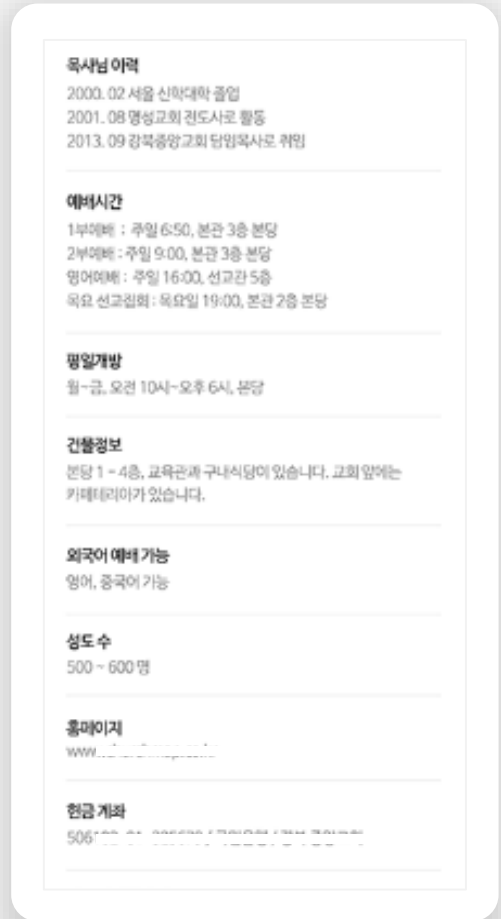 목사님 이력
2000. 02 서울 신학대학 졸업
2001. 08 명성교회 전도사로 활동
2013. 09 강북중앙교회 담임목사로 취임
예배시간
1부예배 : 주일 6:50, 본관 3층 본당
2부예배 : 주일 9:00, 본관 3층 본당
영어예배 : 주일 16:00, 선교관 5층
목요 선교집회 : 목요일 19:00, 본관 2층 본당
평일개방
월~금, 오전 10시~오후 6시, 본당
건물정보
본당 1 - 4층, 교육관과 구내식당이 있습니다. 교회 앞에는
카페테리아가 있습니다.
외국어 예배 가능
영어, 중국어 가능
성도 수
500 ~ 600 명
홈페이지
www.
헌금 계좌
506